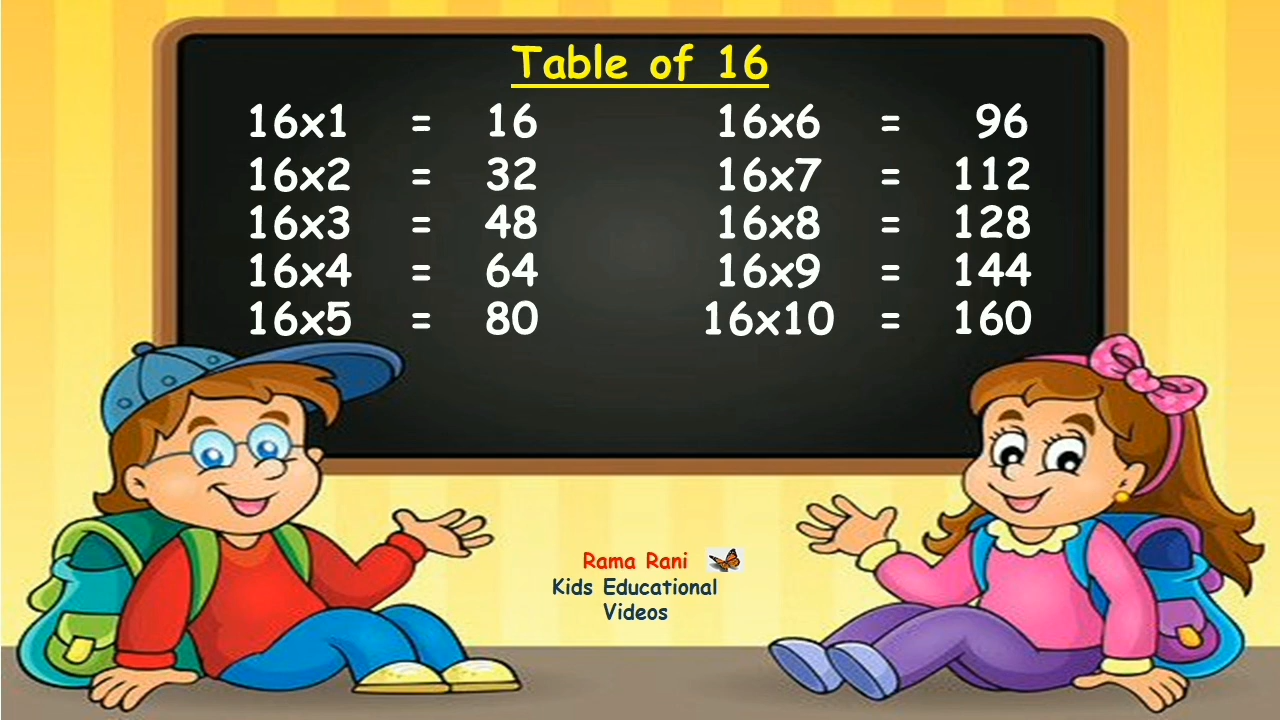 Table of 16
16x1 = 16
16x2 = 32
16x3 = 48
16x4 = 64
16x5 = 80
16x6 = 96
16x7 = 112
16x8 = 128
16x9 = 144
16x10 = 160
Rama Rani
Kids Educational
Videos